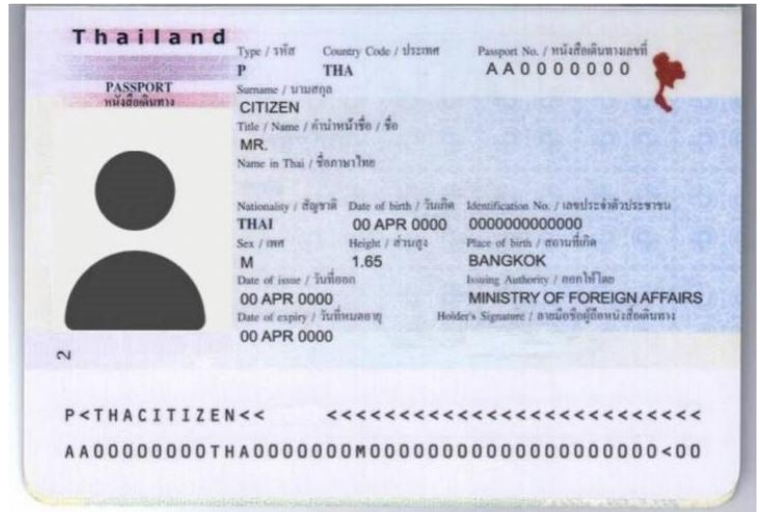 Thailand
PASSPORT
หนังสือเดินทาง
Type / รหัส Country Code / ประเทศ Passport No. / หนังสือเดินทางเลขที่
P THA AA0000000
Surname / นามสกุล
CITIZEN
Title / Name / คำนำหน้าชื่อ / ชื่อ
MR.
Name in Thai / ชื่อภาษาไทย
Nationality / สัญชาติ Date of birth / วันเกิด Identification No. / เลขประจำตัวประชาชน
THAI 00 APR 0000 0000000000000
Sex / เพศ Height / ส่วนสูง Place of birth / สถานที่เกิด
M 1.65 BANGKOK
Date of issue / วันที่ออก Issuing Authority / ออกให้โดย
00 APR 0000 MINISTRY OF FOREIGN AFFAIRS
Date of expiry / วันที่หมดอายุ Holder's Signature / ลายมือชื่อผู้ถือหนังสือเดินทาง
00 APR 0000
2
P<THACITIZEN<< <<<<<<<<<<<<<<<<<<<<<<<<<<
AA00000000THA0000000M00000000000000000000000<00